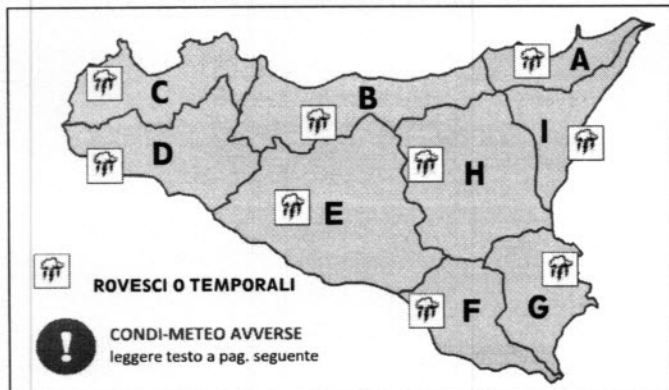 A
C
B
I
D
H
E
F
G
ROVESCI O TEMPORALI
!
CONDI-METEO AVVERSE
leggere testo a pag. seguente